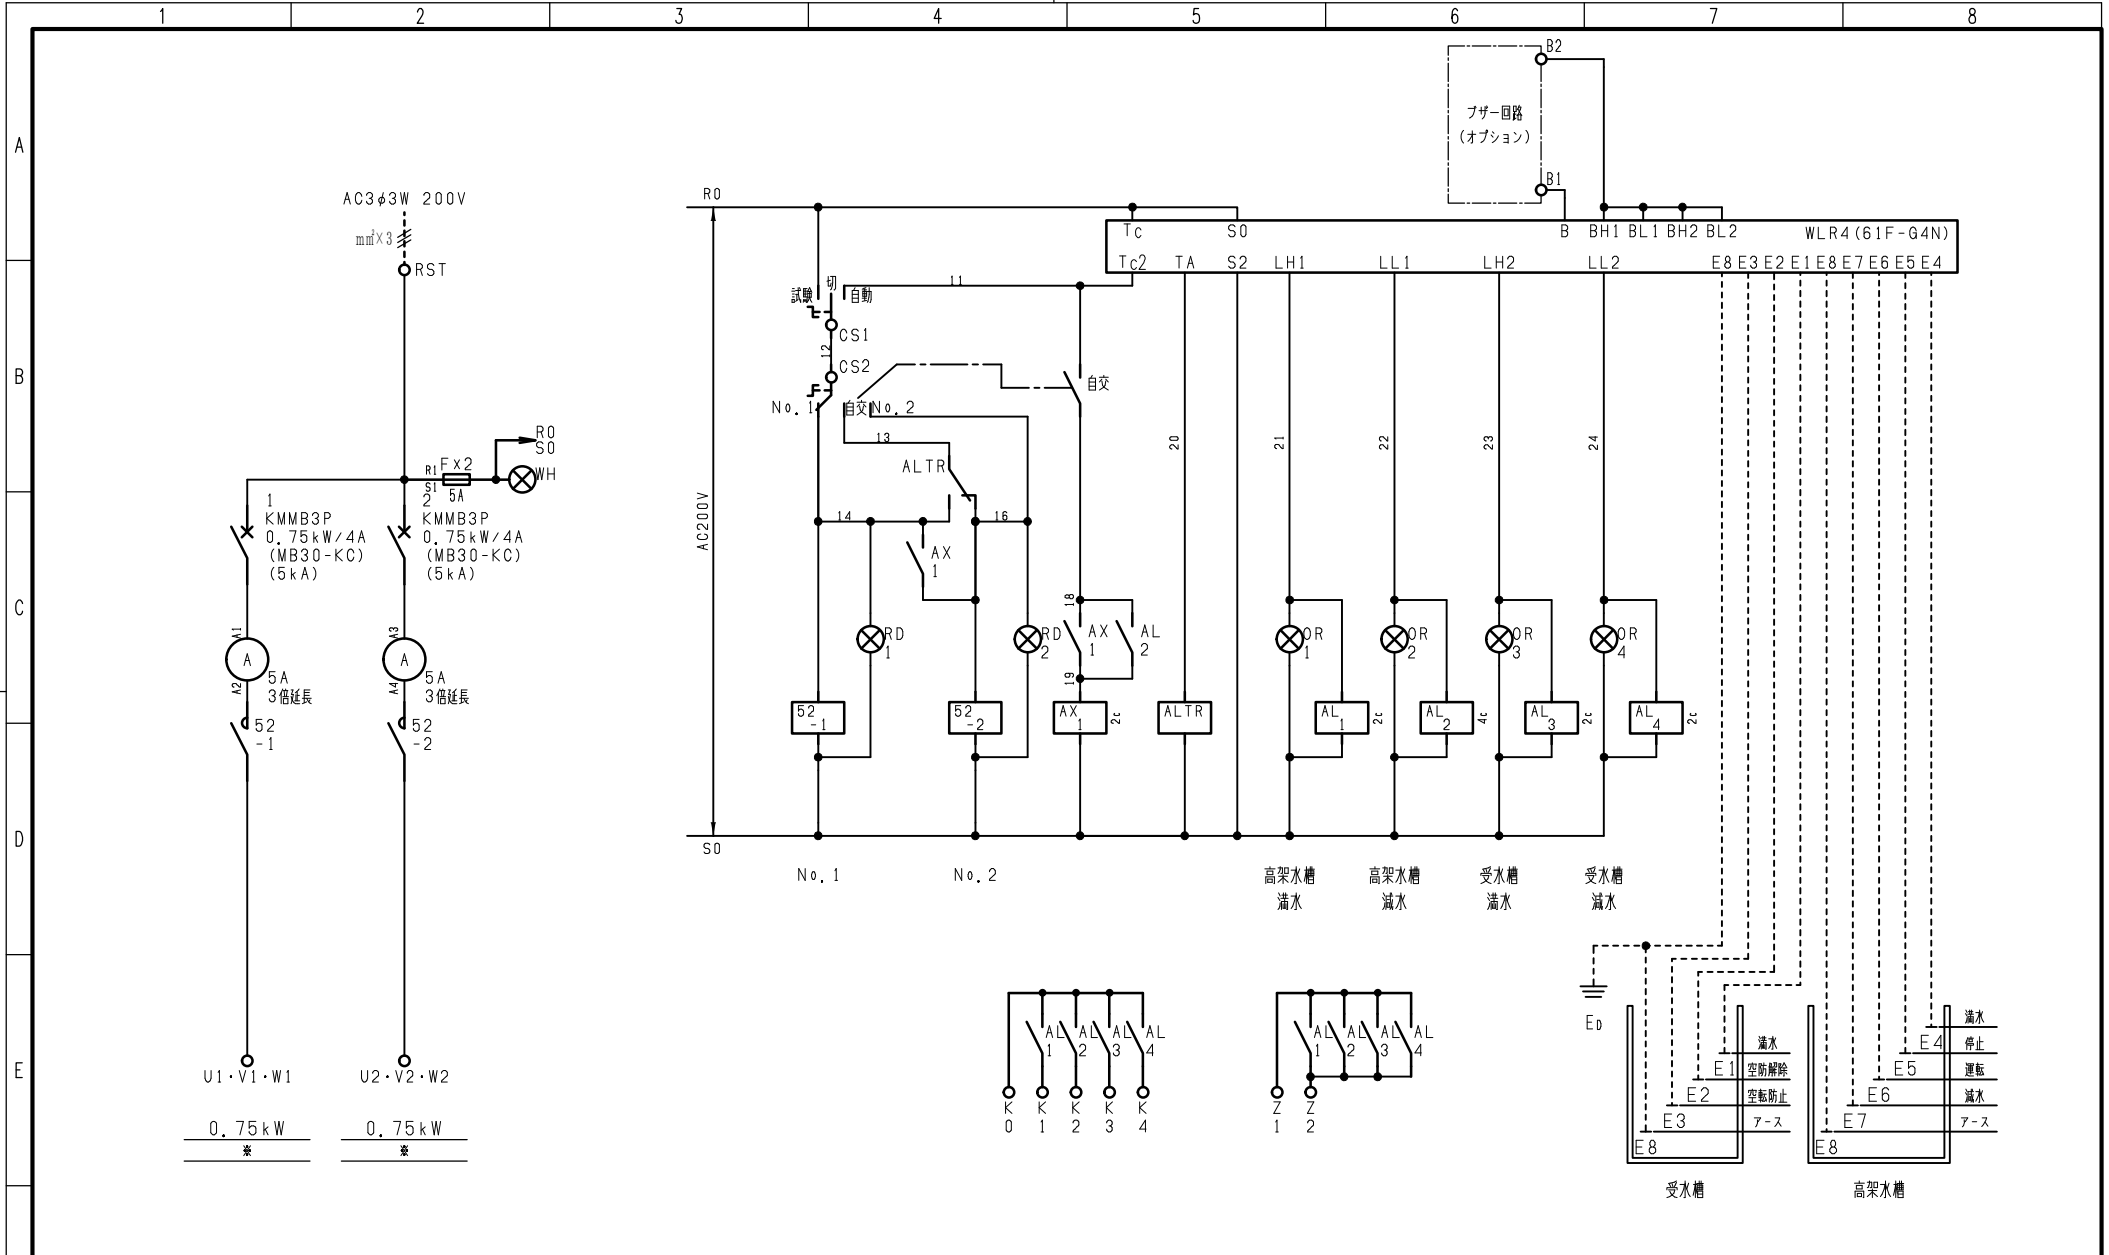 1 2 3 4 5 6 7 8
A
B
C
D
E
AC3φ3W 200V
mm²×3
RST
R0
S0
WH
R1
S1
F×2
5A
1
KMMB3P
0.75kW/4A
(MB30-KC)
(5kA)
2
KMMB3P
0.75kW/4A
(MB30-KC)
(5kA)
A1
A
A2
5A
3倍延長
A3
A
A4
5A
3倍延長
52
-1
52
-2
U1・V1・W1
U2・V2・W2
0.75kW
※
0.75kW
※
R0
AC200V
S0
ブザー回路
(オプション)
B2
B1
Tc S0 B BH1 BL1 BH2 BL2 WLR4(61F-G4N)
Tc2 TA S2 LH1 LL1 LH2 LL2 E8 E3 E2 E1 E8 E7 E6 E5 E4
試験 切 自動
11
CS1
12
CS2
No.1 自交 No.2
自交
13
ALTR
14
16
AX
1
20
21
22
23
24
RD
1
RD
2
18
AX
1
AL
2
19
OR
1
OR
2
OR
3
OR
4
52
-1
52
-2
AX
1
2c
ALTR
AL
1
2c
AL
2
4c
AL
3
2c
AL
4
2c
No.1
No.2
高架水槽
満水
高架水槽
減水
受水槽
満水
受水槽
減水
AL
1
AL
2
AL
3
AL
4
K
0
K
1
K
2
K
3
K
4
AL
1
AL
2
AL
3
AL
4
Z
1
Z
2
ED
満水
E1 空防解除
E2 空転防止
E3 アース
E8
受水槽
満水
E4 停止
E5 運転
E6 減水
E7 アース
E8
高架水槽